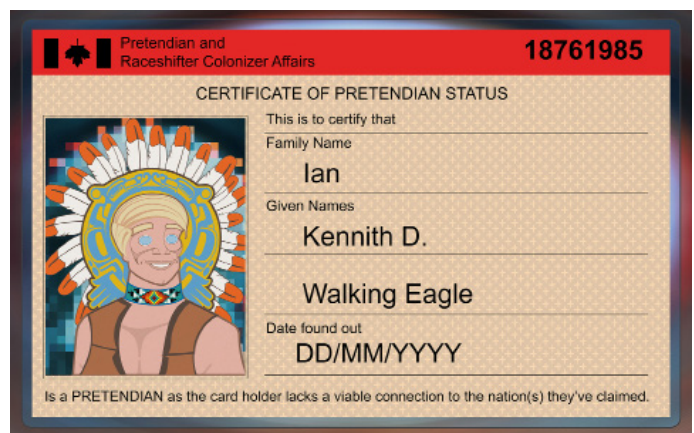 Pretendian and
Raceshifter Colonizer Affairs
18761985
CERTIFICATE OF PRETENDIAN STATUS
This is to certify that
Family Name
Ian
Given Names
Kennith D.
Walking Eagle
Date found out
DD/MM/YYYY
Is a PRETENDIAN as the card holder lacks a viable connection to the nation(s) they've claimed.